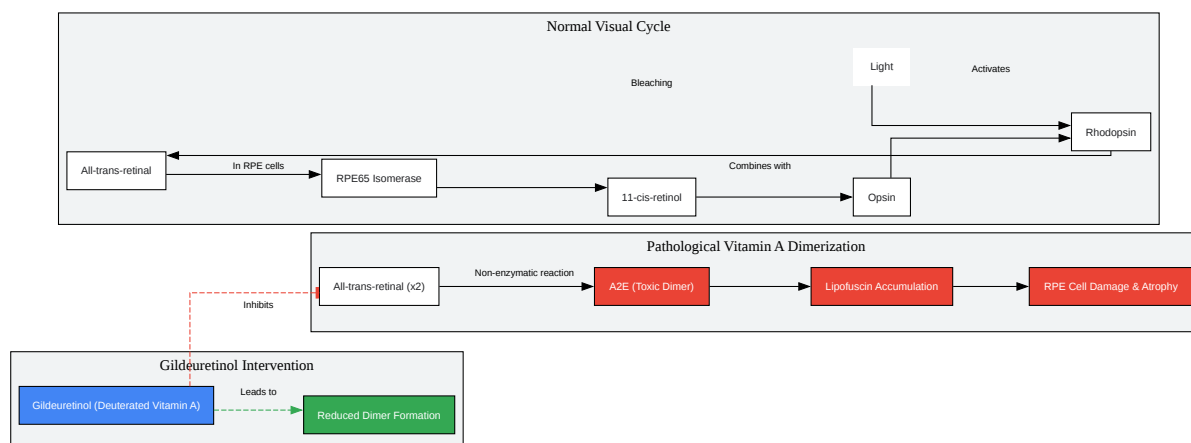 Normal Visual Cycle
Light
Activates
Bleaching
Rhodopsin
All-trans-retinal
In RPE cells
RPE65 Isomerase
Combines with
11-cis-retinol
Opsin
Pathological Vitamin A Dimerization
All-trans-retinal (x2)
Non-enzymatic reaction
A2E (Toxic Dimer)
Lipofuscin Accumulation
RPE Cell Damage & Atrophy
Inhibits
Gildeuretinol Intervention
Gildeuretinol (Deuterated Vitamin A)
Leads to
Reduced Dimer Formation